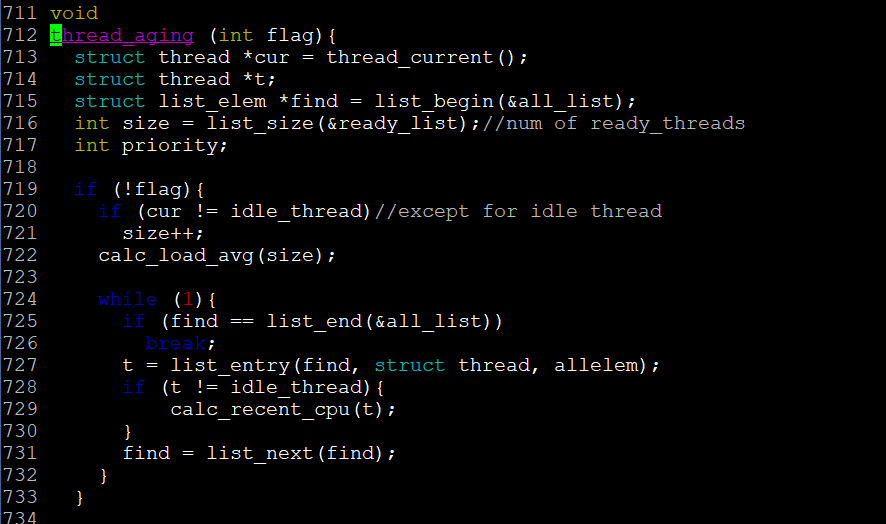 711 void
712 thread_aging (int flag){
713   struct thread *cur = thread_current();
714   struct thread *t;
715   struct list_elem *find = list_begin(&all_list);
716   int size = list_size(&ready_list);//num of ready_threads
717   int priority;
718
719   if (!flag){
720     if (cur != idle_thread)//except for idle thread
721       size++;
722     calc_load_avg(size);
723
724     while (1){
725       if (find == list_end(&all_list))
726         break;
727       t = list_entry(find, struct thread, allelem);
728       if (t != idle_thread){
729           calc_recent_cpu(t);
730       }
731       find = list_next(find);
732     }
733   }
734